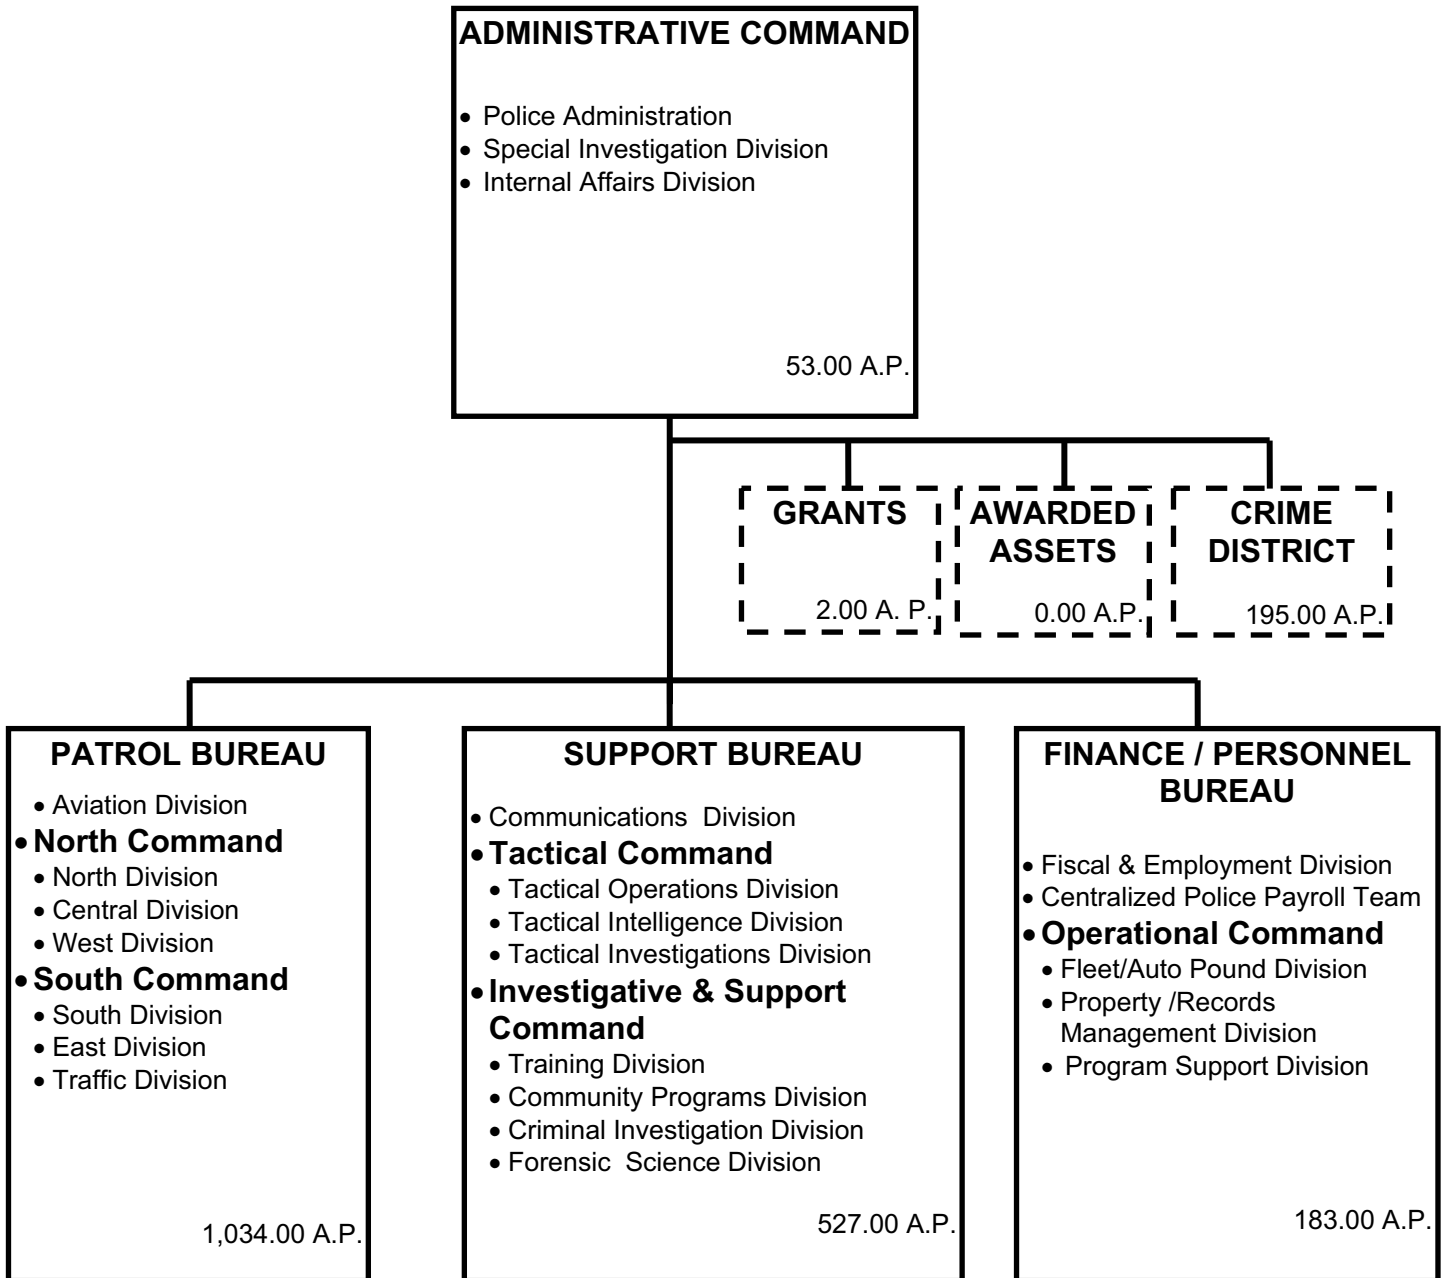 ADMINISTRATIVE COMMAND
• Police Administration
• Special Investigation Division
• Internal Affairs Division
53.00 A.P.
GRANTS
2.00 A. P.
AWARDED
ASSETS
0.00 A.P.
CRIME
DISTRICT
195.00 A.P.
PATROL BUREAU
• Aviation Division
• North Command
• North Division
• Central Division
• West Division
• South Command
• South Division
• East Division
• Traffic Division
1,034.00 A.P.
SUPPORT BUREAU
• Communications  Division
• Tactical Command
• Tactical Operations Division
• Tactical Intelligence Division
• Tactical Investigations Division
• Investigative & Support
Command
• Training Division
• Community Programs Division
• Criminal Investigation Division
• Forensic  Science Division
527.00 A.P.
FINANCE / PERSONNEL
BUREAU
• Fiscal & Employment Division
• Centralized Police Payroll Team
• Operational Command
• Fleet/Auto Pound Division
• Property /Records
Management Division
• Program Support Division
183.00 A.P.